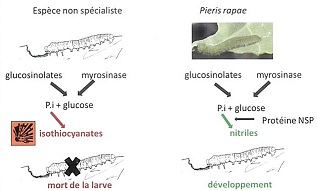 Espèce non spécialiste
Pieris rapae
glucosinolates myrosinase
glucosinolates myrosinase
P.i + glucose
P.i + glucose
Protéine NSP
isothiocyanates
nitriles
mort de la larve
développement